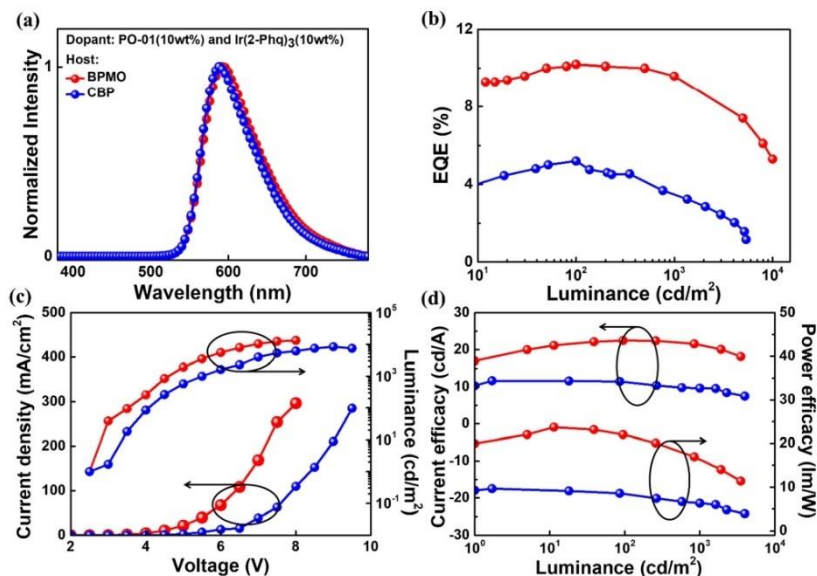 (a)
Dopant: PO-01(10wt%) and Ir(2-Phq)3(10wt%)
Host:
BPMO
CBP
Normalized Intensity
1
0
400 500 600 700
Wavelength (nm)
(b)
EQE (%)
12
8
4
0
10^1 10^2 10^3 10^4
Luminance (cd/m^2)
(c)
Current density (mA/cm^2)
500
400
300
200
100
0
2 4 6 8 10
Voltage (V)
10^5
10^3
10^1
10^-1
Luminance (cd/m^2)
(d)
Current efficacy (cd/A)
30
20
10
0
-10
-20
-30
10^0 10^1 10^2 10^3 10^4
Luminance (cd/m^2)
50
40
30
20
10
0
Power efficacy (lm/W)